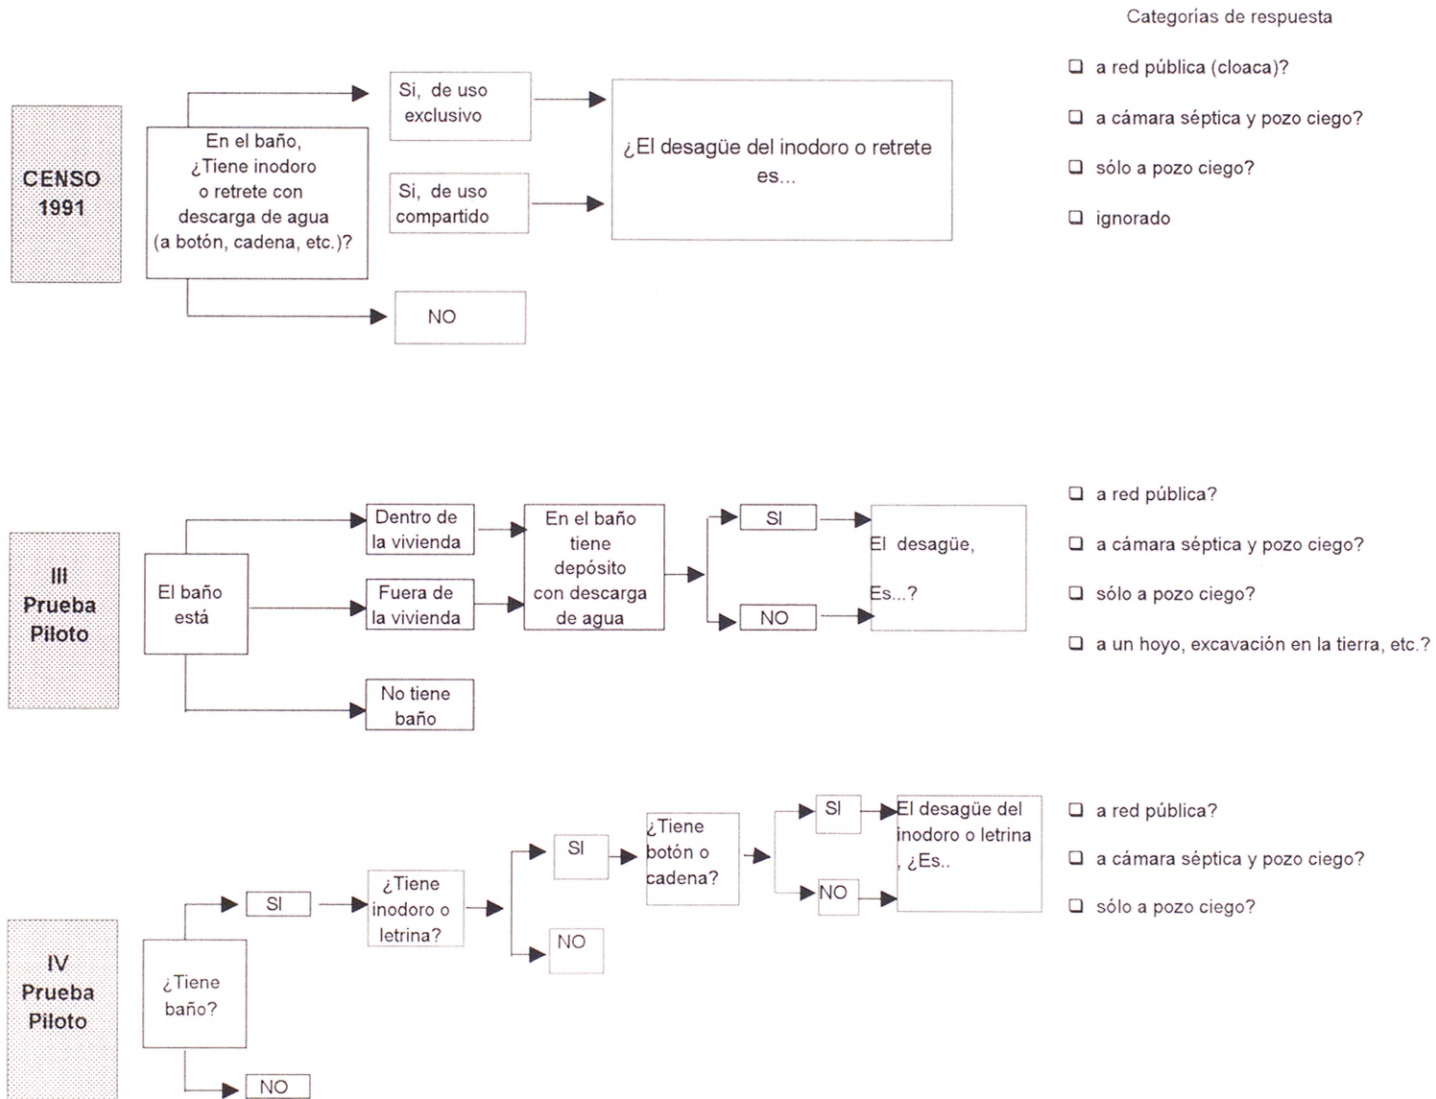 Categorías de respuesta
CENSO
1991
En el baño,
¿Tiene inodoro
o retrete con
descarga de agua
(a botón, cadena, etc.)?
Si, de uso
exclusivo
Si, de uso
compartido
NO
¿El desagüe del inodoro o retrete
es...
❑ a red pública (cloaca)?
❑ a cámara séptica y pozo ciego?
❑ sólo a pozo ciego?
❑ ignorado
III
Prueba
Piloto
El baño
está
Dentro de
la vivienda
Fuera de
la vivienda
No tiene
baño
En el baño
tiene
depósito
con descarga
de agua
SI
NO
El desagüe,
Es...?
❑ a red pública?
❑ a cámara séptica y pozo ciego?
❑ sólo a pozo ciego?
❑ a un hoyo, excavación en la tierra, etc.?
IV
Prueba
Piloto
¿Tiene
baño?
SI
NO
¿Tiene
inodoro o
letrina?
SI
NO
¿Tiene
botón o
cadena?
SI
NO
El desagüe del
inodoro o letrina
, ¿Es..
❑ a red pública?
❑ a cámara séptica y pozo ciego?
❑ sólo a pozo ciego?